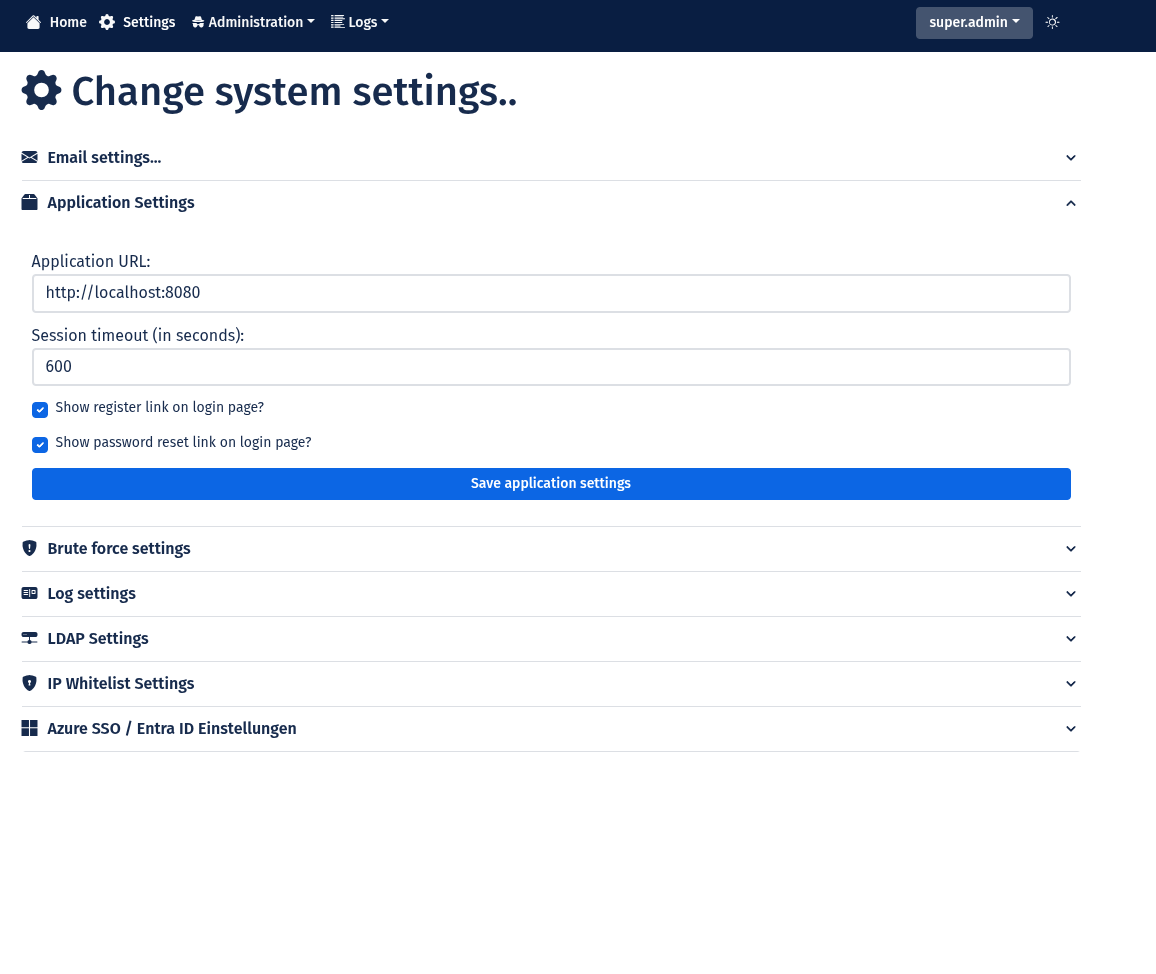 Home Settings Administration Logs super.admin
Change system settings..
Email settings...
Application Settings
Application URL:
http://localhost:8080
Session timeout (in seconds):
600
Show register link on login page?
Show password reset link on login page?
Save application settings
Brute force settings
Log settings
LDAP Settings
IP Whitelist Settings
Azure SSO / Entra ID Einstellungen